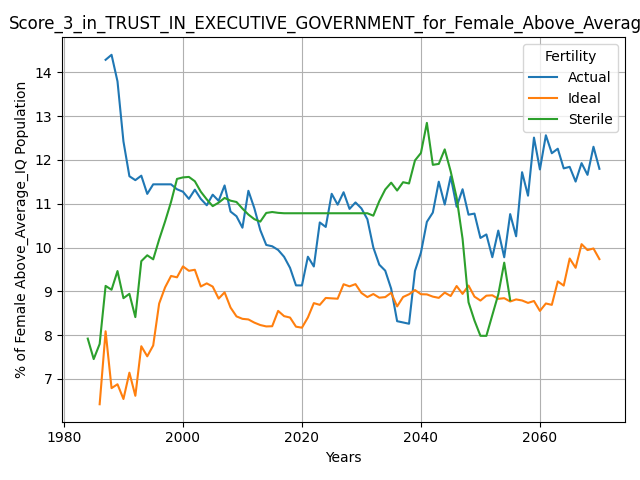 Score_3_in_TRUST_IN_EXECUTIVE_GOVERNMENT_for_Female_Above_Averag
% of Female Above_Average_IQ Population
14
13
12
11
10
9
8
7
Fertility
Actual
Ideal
Sterile
1980 2000 2020 2040 2060
Years